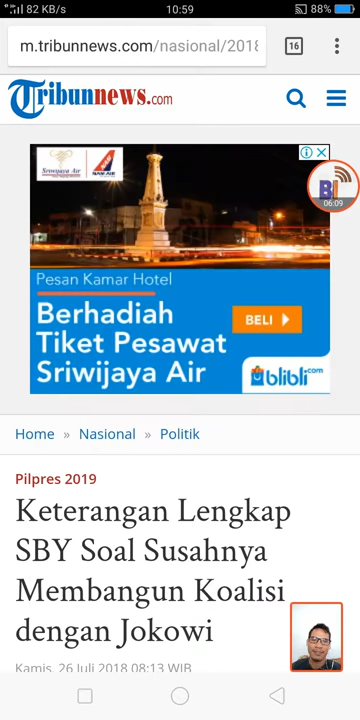 82 KB/s 10:59 88%
m.tribunnews.com/nasional/2018
16
Tribunnews.com
Sriwijaya Air
NAM AIR
BI
06:09
Pesan Kamar Hotel
Berhadiah
Tiket Pesawat
Sriwijaya Air
BELI
blibli.com
Home » Nasional » Politik
Pilpres 2019
Keterangan Lengkap
SBY Soal Susahnya
Membangun Koalisi
dengan Jokowi
Kamis, 26 Juli 2018 08:13 WIB